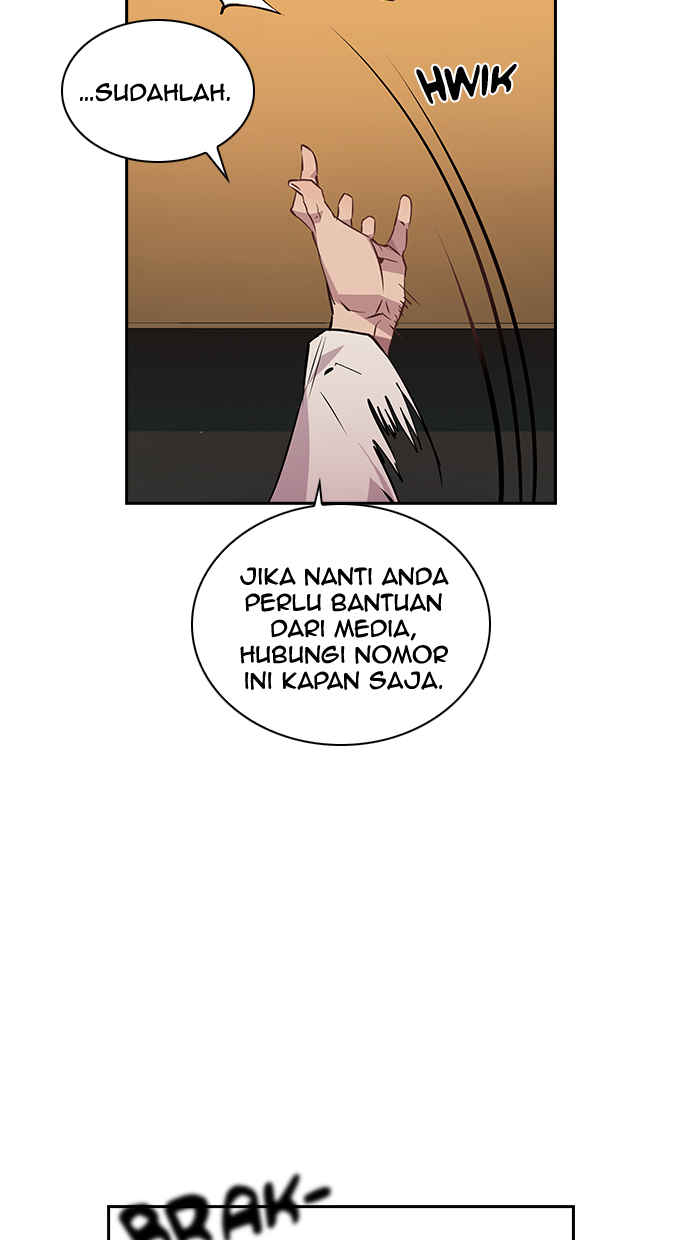 ...SUDAHLAH.
HWIK
JIKA NANTI ANDA
PERLU BANTUAN
DARI MEDIA,
HUBUNGI NOMOR
INI KAPAN SAJA.
BRAK-